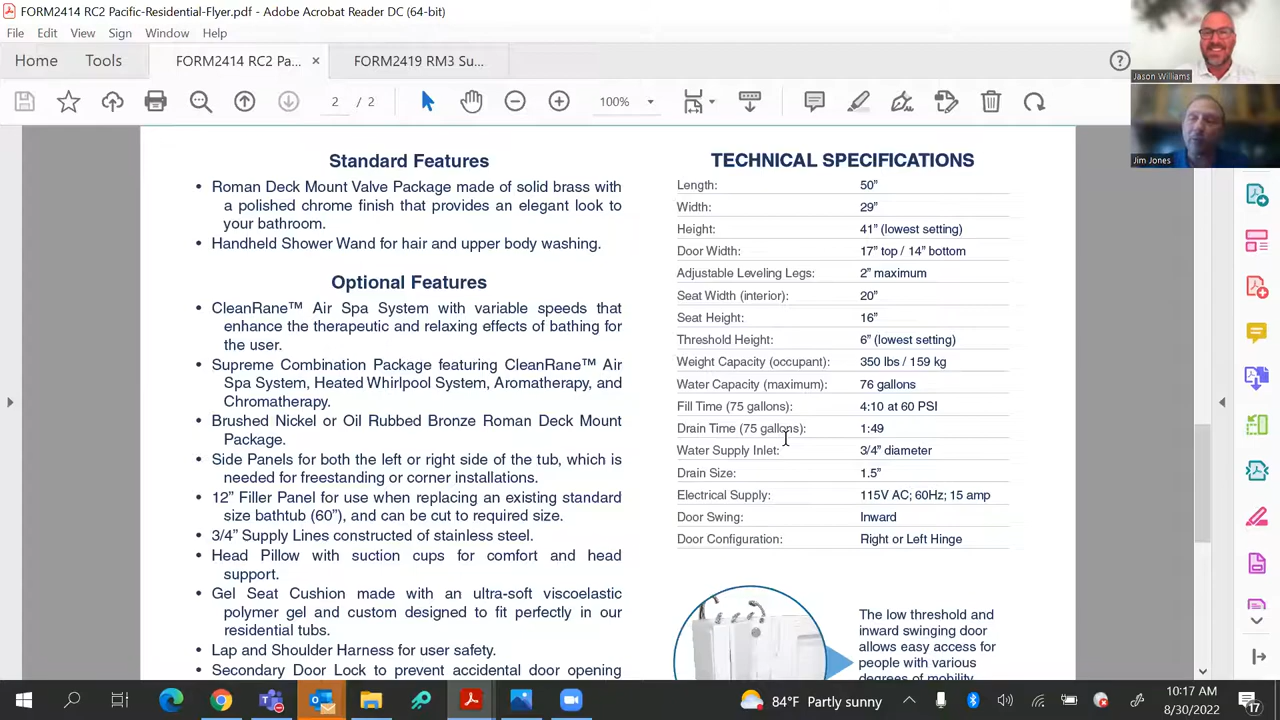 FORM2414 RC2 Pacific-Residential-Flyer.pdf - Adobe Acrobat Reader DC (64-bit)
File Edit View Sign Window Help
Home Tools FORM2414 RC2 Pa... × FORM2419 RM3 Su...
2 / 2 100%
Jason Williams
Jim Jones
Standard Features
• Roman Deck Mount Valve Package made of solid brass with
a polished chrome finish that provides an elegant look to
your bathroom.
• Handheld Shower Wand for hair and upper body washing.
Optional Features
• CleanRane™ Air Spa System with variable speeds that
enhance the therapeutic and relaxing effects of bathing for
the user.
• Supreme Combination Package featuring CleanRane™ Air
Spa System, Heated Whirlpool System, Aromatherapy, and
Chromatherapy.
• Brushed Nickel or Oil Rubbed Bronze Roman Deck Mount
Package.
• Side Panels for both the left or right side of the tub, which is
needed for freestanding or corner installations.
• 12” Filler Panel for use when replacing an existing standard
size bathtub (60”), and can be cut to required size.
• 3/4” Supply Lines constructed of stainless steel.
• Head Pillow with suction cups for comfort and head
support.
• Gel Seat Cushion made with an ultra-soft viscoelastic
polymer gel and custom designed to fit perfectly in our
residential tubs.
• Lap and Shoulder Harness for user safety.
• Secondary Door Lock to prevent accidental door opening
TECHNICAL SPECIFICATIONS
Length: 50”
Width: 29”
Height: 41” (lowest setting)
Door Width: 17” top / 14” bottom
Adjustable Leveling Legs: 2” maximum
Seat Width (interior): 20”
Seat Height: 16”
Threshold Height: 6” (lowest setting)
Weight Capacity (occupant): 350 lbs / 159 kg
Water Capacity (maximum): 76 gallons
Fill Time (75 gallons): 4:10 at 60 PSI
Drain Time (75 gallons): 1:49
Water Supply Inlet: 3/4” diameter
Drain Size: 1.5”
Electrical Supply: 115V AC; 60Hz; 15 amp
Door Swing: Inward
Door Configuration: Right or Left Hinge
The low threshold and
inward swinging door
allows easy access for
people with various
degrees of mobility
84°F Partly sunny
10:17 AM
8/30/2022
17